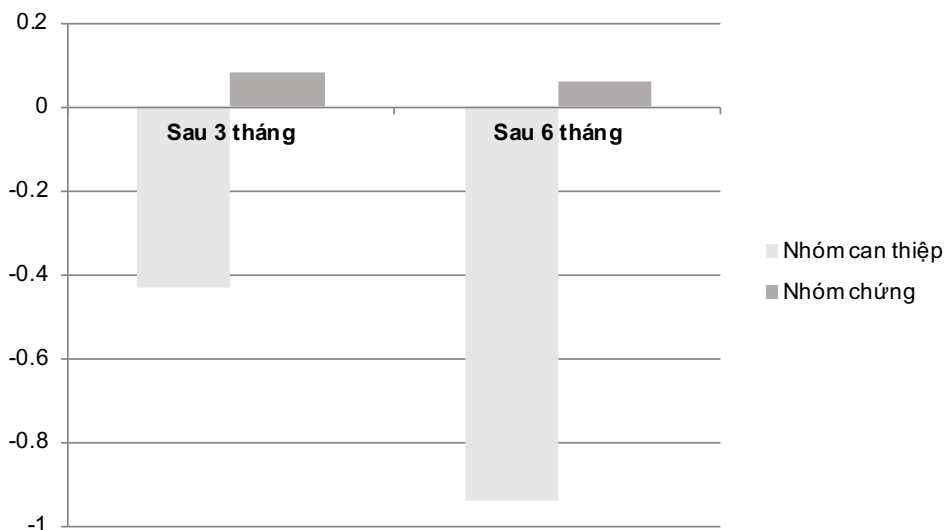 0.2
0
Sau 3 tháng
Sau 6 tháng
-0.2
-0.4
-0.6
-0.8
-1
Nhóm can thiệp
Nhóm chứng